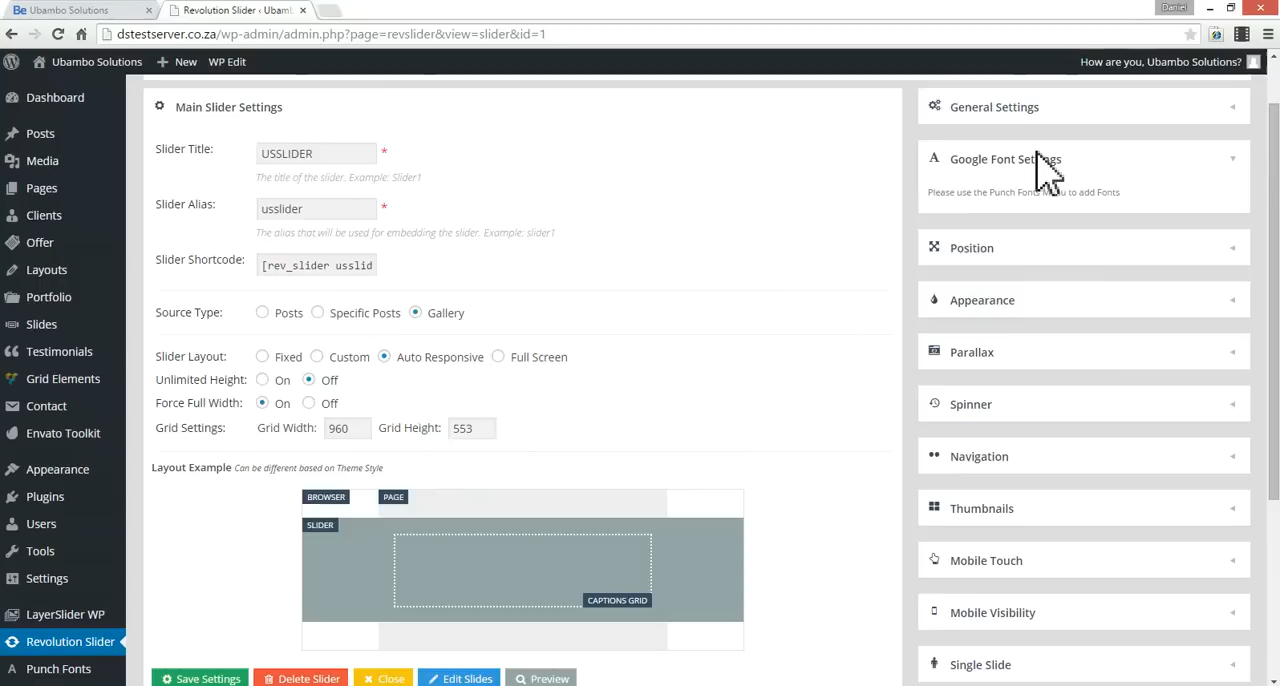 Be Ubambo Solutions
Revolution Slider ‹ Ubamb
Daniel
dstestserver.co.za/wp-admin/admin.php?page=revslider&view=slider&id=1
Ubambo Solutions
New
WP Edit
How are you, Ubambo Solutions?
Dashboard
Posts
Media
Pages
Clients
Offer
Layouts
Portfolio
Slides
Testimonials
Grid Elements
Contact
Envato Toolkit
Appearance
Plugins
Users
Tools
Settings
LayerSlider WP
Revolution Slider
Punch Fonts
Main Slider Settings
Slider Title: USSLIDER *
The title of the slider. Example: Slider1
Slider Alias: usslider *
The alias that will be used for embedding the slider. Example: slider1
Slider Shortcode: [rev_slider usslid
Source Type: Posts Specific Posts Gallery
Slider Layout: Fixed Custom Auto Responsive Full Screen
Unlimited Height: On Off
Force Full Width: On Off
Grid Settings: Grid Width: 960 Grid Height: 553
Layout Example Can be different based on Theme Style
BROWSER PAGE
SLIDER
CAPTIONS GRID
Save Settings Delete Slider Close Edit Slides Preview
General Settings
Google Font Settings
Please use the Punch Fonts Menu to add Fonts
Position
Appearance
Parallax
Spinner
Navigation
Thumbnails
Mobile Touch
Mobile Visibility
Single Slide